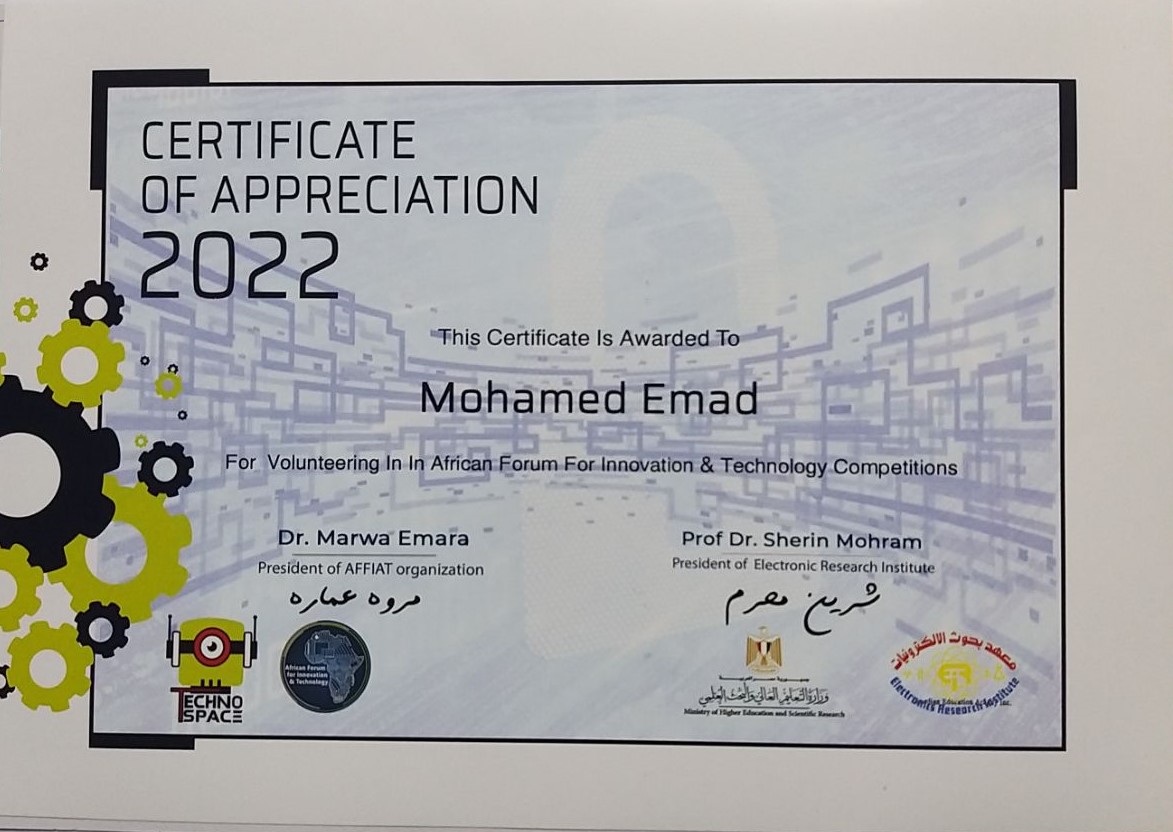 CERTIFICATE
OF APPRECIATION
2022
This Certificate Is Awarded To
Mohamed Emad
For Volunteering In In African Forum For Innovation & Technology Competitions
Dr. Marwa Emara
President of AFFIAT organization
مروه عماره
Prof Dr. Sherin Mohram
President of Electronic Research Institute
شرين محرم
TECHNO
SPACE
African Forum
for Innovation
& Technology
وزارة التعليم العالي والبحث العلمي
Ministry of Higher Education and Scientific Research
معهد بحوث الالكترونيات
Electronics Research Institute